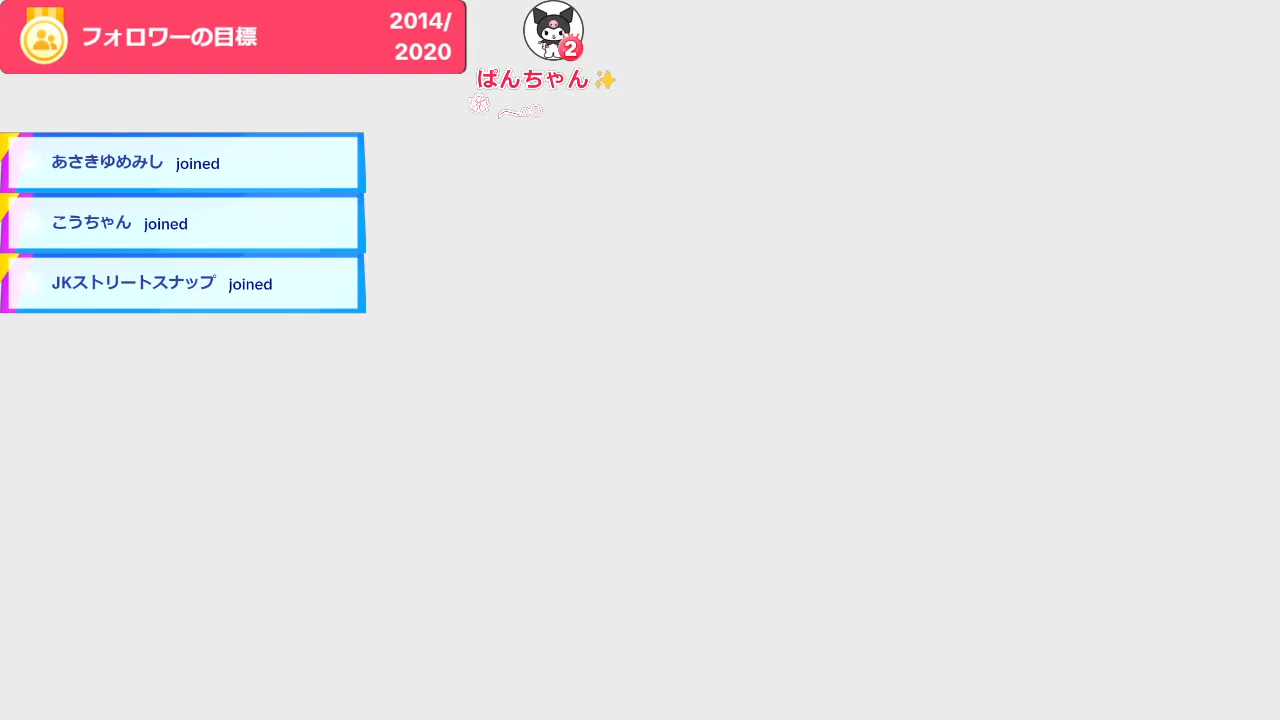 フォロワーの目標
2014/
2020
2
ぱんちゃん✨
あさきゆめみし joined
こうちゃん joined
JKストリートスナップ joined